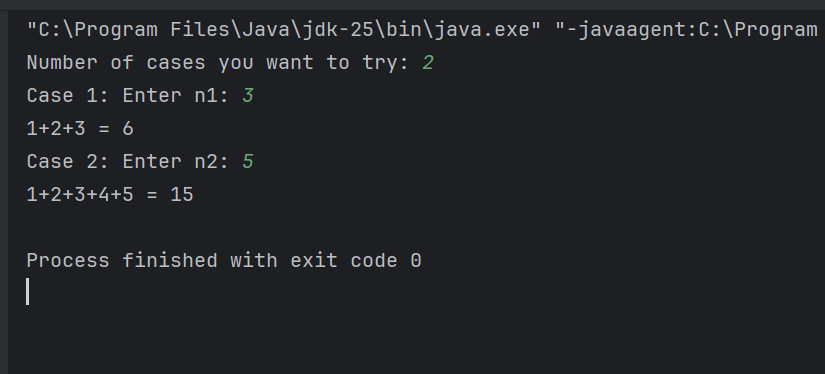 "C:\Program Files\Java\jdk-25\bin\java.exe" "-javaagent:C:\Program
Number of cases you want to try: 2
Case 1: Enter n1: 3
1+2+3 = 6
Case 2: Enter n2: 5
1+2+3+4+5 = 15
Process finished with exit code 0